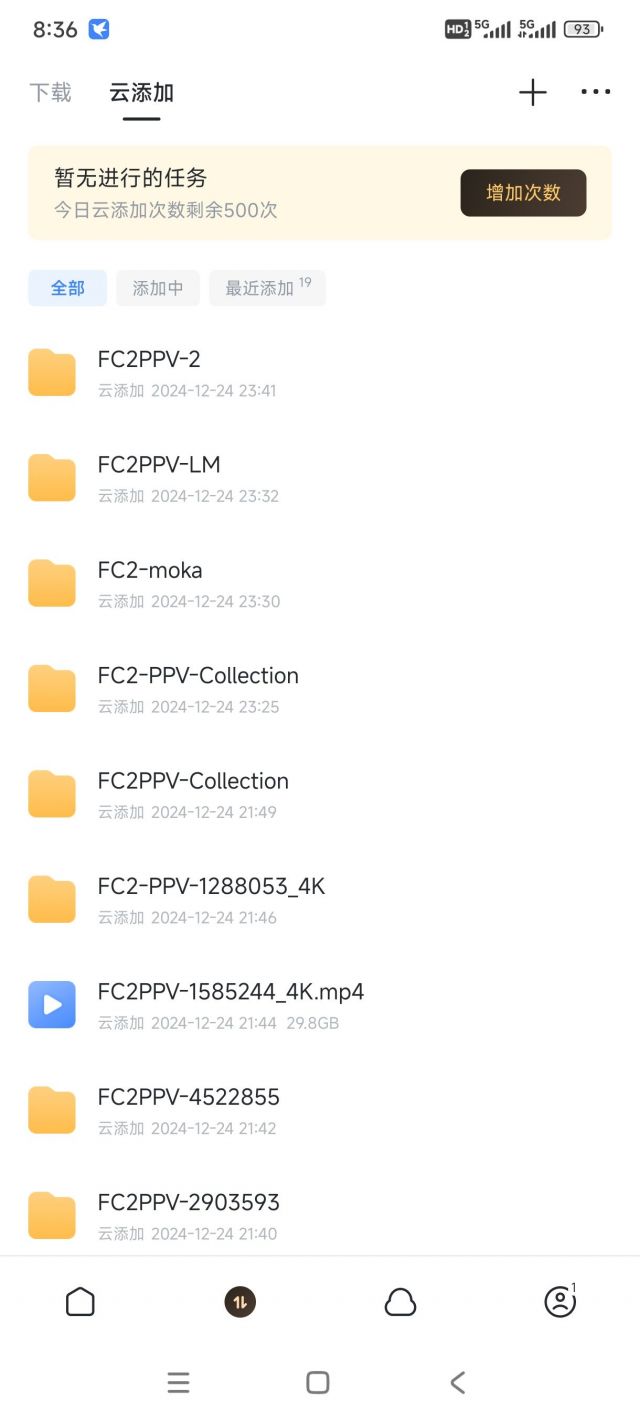 8:36 HD 1 2 5G 5G 93
下载 云添加
暂无进行的任务
今日云添加次数剩余500次
增加次数
全部 添加中 最近添加 19
FC2PPV-2
云添加 2024-12-24 23:41
FC2PPV-LM
云添加 2024-12-24 23:32
FC2-moka
云添加 2024-12-24 23:30
FC2-PPV-Collection
云添加 2024-12-24 23:25
FC2PPV-Collection
云添加 2024-12-24 21:49
FC2-PPV-1288053_4K
云添加 2024-12-24 21:46
FC2PPV-1585244_4K.mp4
云添加 2024-12-24 21:44 29.8GB
FC2PPV-4522855
云添加 2024-12-24 21:42
FC2PPV-2903593
云添加 2024-12-24 21:40
1